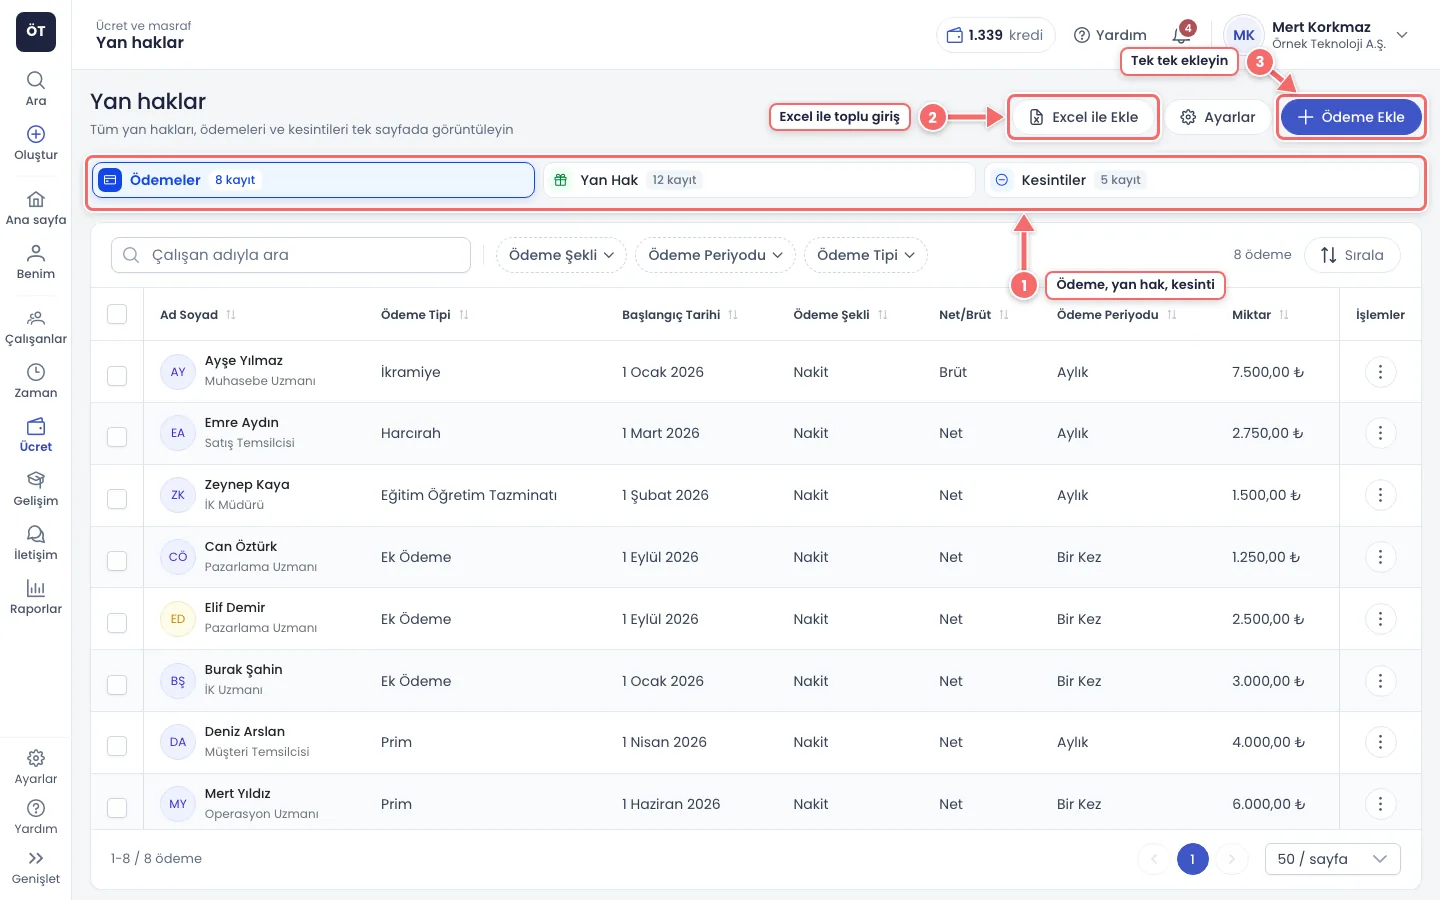 ÖT
Ara
Oluştur
Ana sayfa
Benim
Çalışanlar
Zaman
Ücret
Gelişim
İletişim
Raporlar
Ayarlar
Yardım
Genişlet
Ücret ve masraf
Yan haklar
1.339 kredi
Yardım
4
MK
Mert Korkmaz
Örnek Teknoloji A.Ş.
Tek tek ekleyin
3
Yan haklar
Tüm yan hakları, ödemeleri ve kesintileri tek sayfada görüntüleyin
Excel ile toplu giriş
2
Excel ile Ekle
Ayarlar
Ödeme Ekle
Ödemeler 8 kayıt
Yan Hak 12 kayıt
Kesintiler 5 kayıt
Çalışan adıyla ara
Ödeme Şekli
Ödeme Periyodu
Ödeme Tipi
8 ödeme
Sırala
1
Ödeme, yan hak, kesinti
Ad Soyad Ödeme Tipi Başlangıç Tarihi Ödeme Şekli Net/Brüt Ödeme Periyodu Miktar İşlemler
AY Ayşe Yılmaz İkramiye 1 Ocak 2026 Nakit Brüt Aylık 7.500,00 ₺
Muhasebe Uzmanı
EA Emre Aydın Harcırah 1 Mart 2026 Nakit Net Aylık 2.750,00 ₺
Satış Temsilcisi
ZK Zeynep Kaya Eğitim Öğretim Tazminatı 1 Şubat 2026 Nakit Net Aylık 1.500,00 ₺
İK Müdürü
CÖ Can Öztürk Ek Ödeme 1 Eylül 2026 Nakit Net Bir Kez 1.250,00 ₺
Pazarlama Uzmanı
ED Elif Demir Ek Ödeme 1 Eylül 2026 Nakit Net Bir Kez 2.500,00 ₺
Pazarlama Uzmanı
BŞ Burak Şahin Ek Ödeme 1 Ocak 2026 Nakit Net Bir Kez 3.000,00 ₺
İK Uzmanı
DA Deniz Arslan Prim 1 Nisan 2026 Nakit Net Aylık 4.000,00 ₺
Müşteri Temsilcisi
MY Mert Yıldız Prim 1 Haziran 2026 Nakit Net Bir Kez 6.000,00 ₺
Operasyon Uzmanı
1-8 / 8 ödeme
1
50 / sayfa